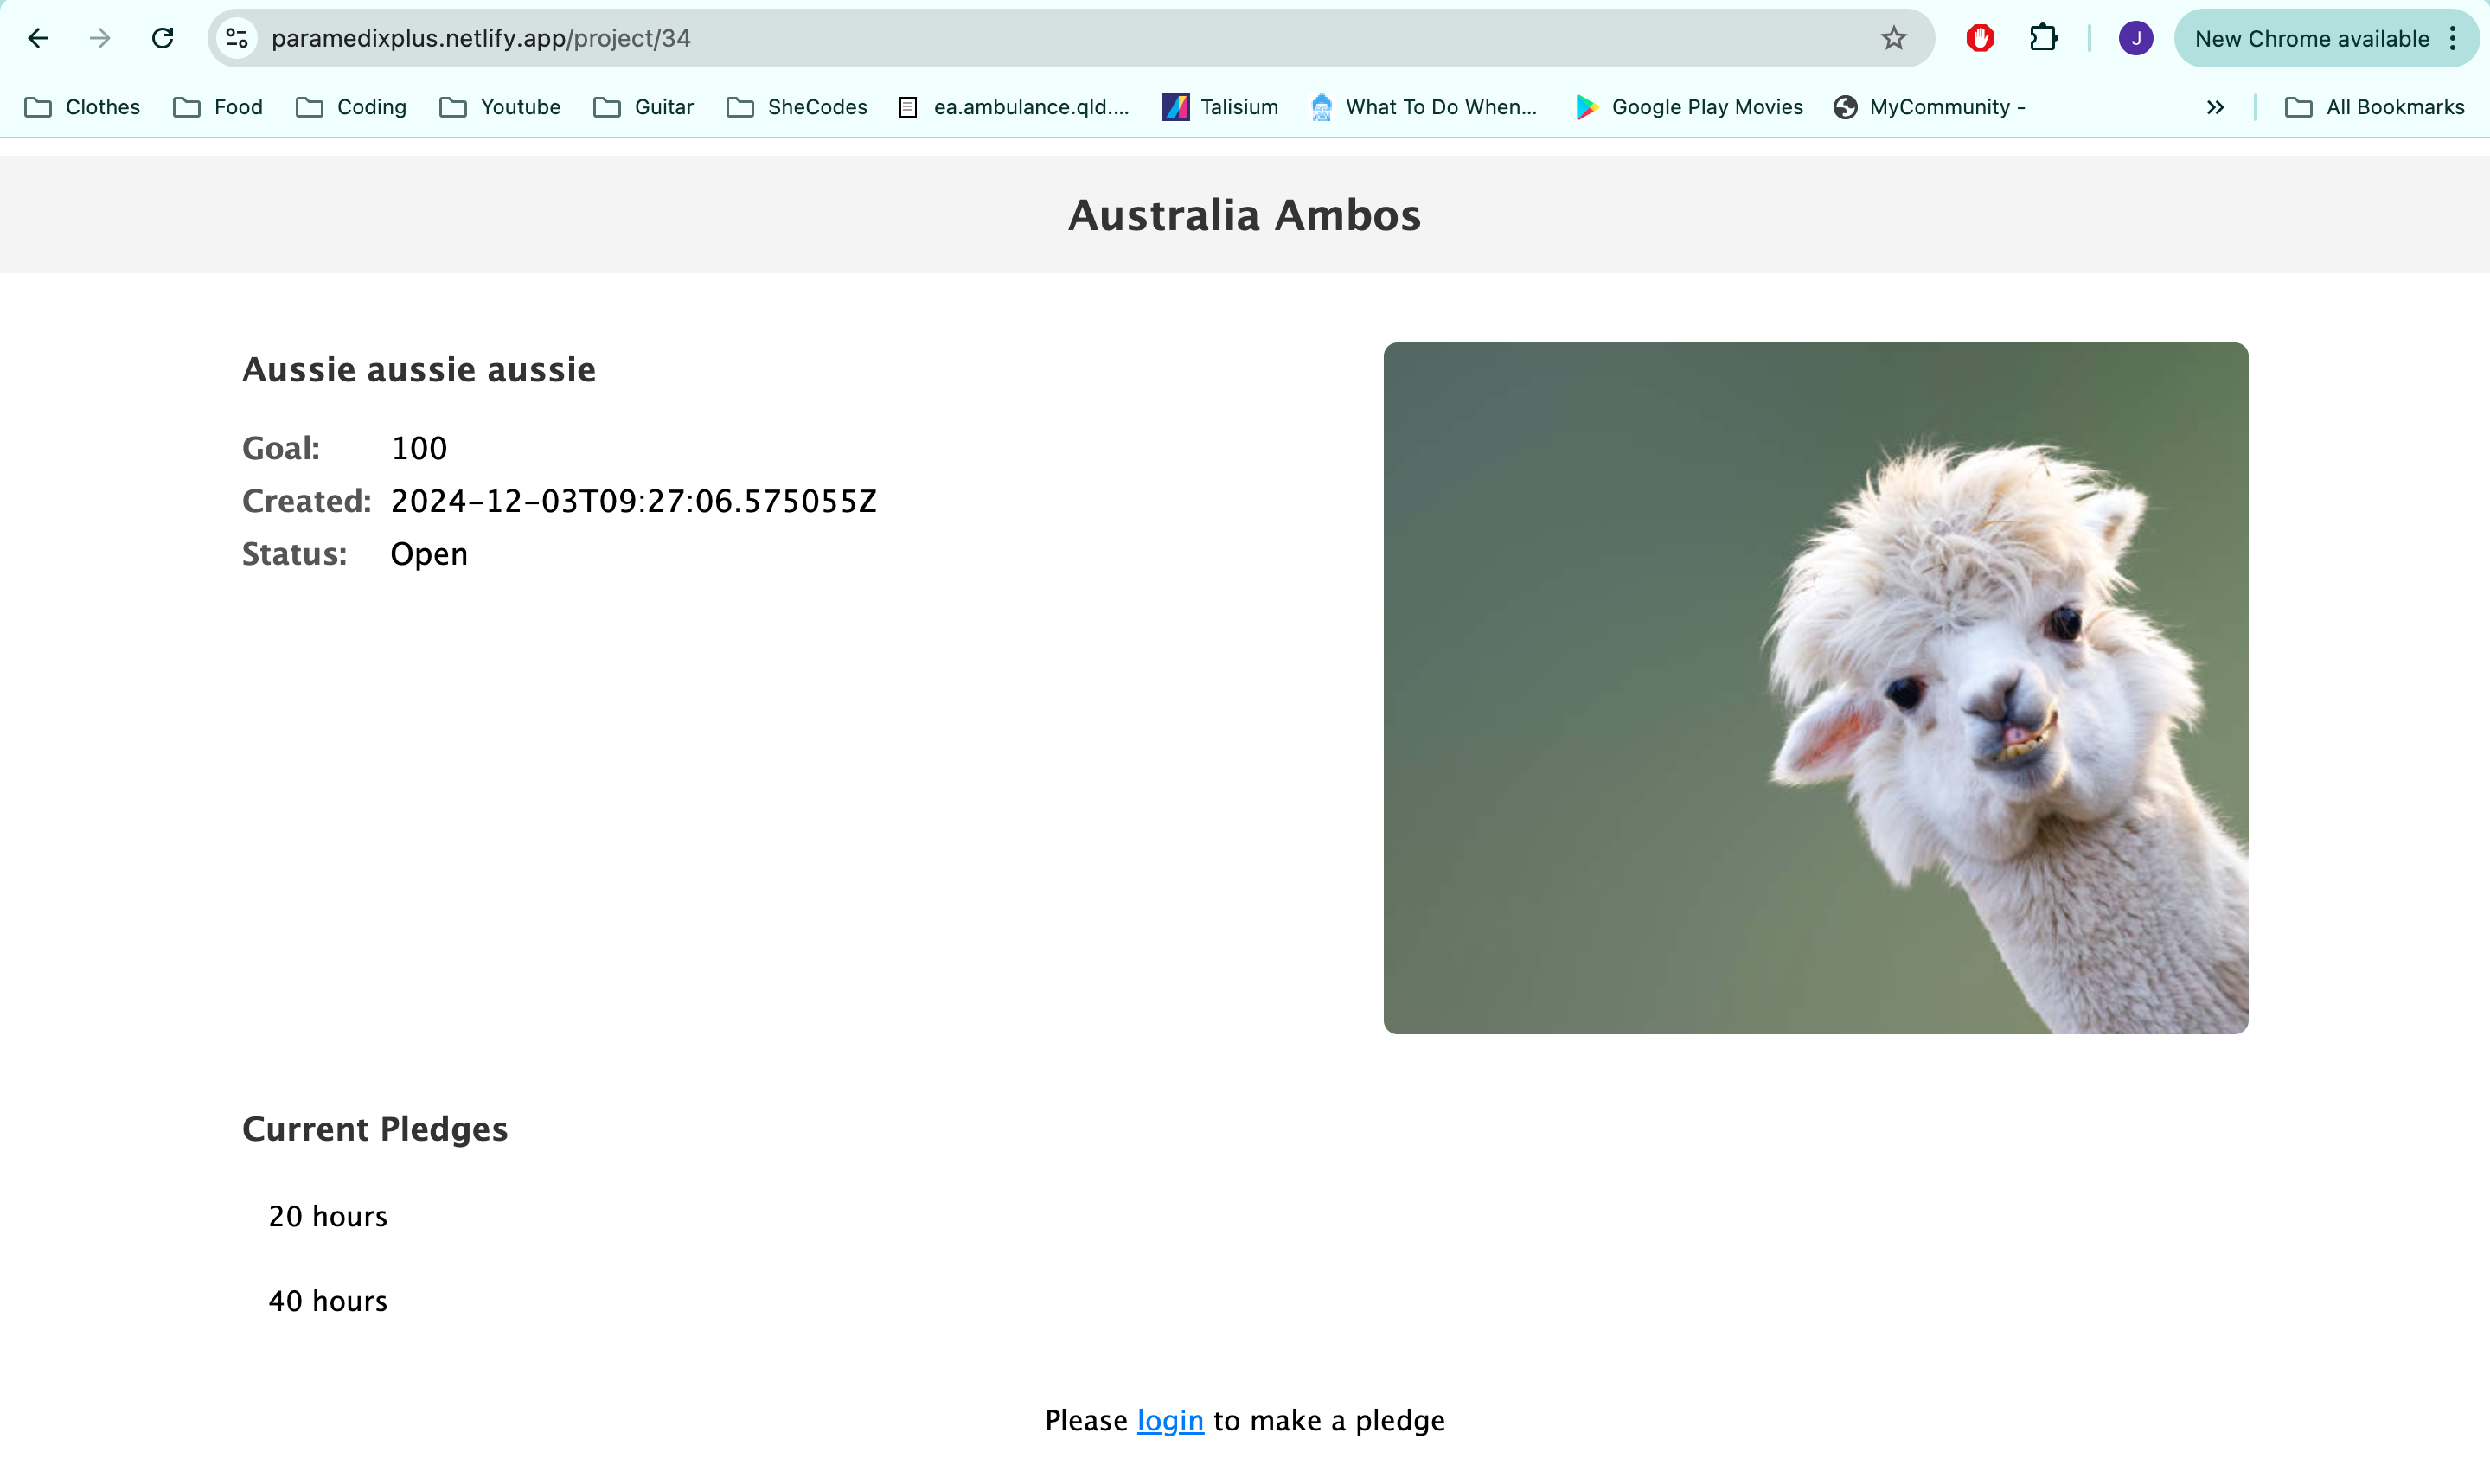 paramedixplus.netlify.app/project/34
J
New Chrome available
Clothes Food Coding Youtube Guitar SheCodes ea.ambulance.qld.... Talisium What To Do When... Google Play Movies MyCommunity - All Bookmarks
Australia Ambos
Aussie aussie aussie
Goal: 100
Created: 2024-12-03T09:27:06.575055Z
Status: Open
Current Pledges
20 hours
40 hours
Please login to make a pledge